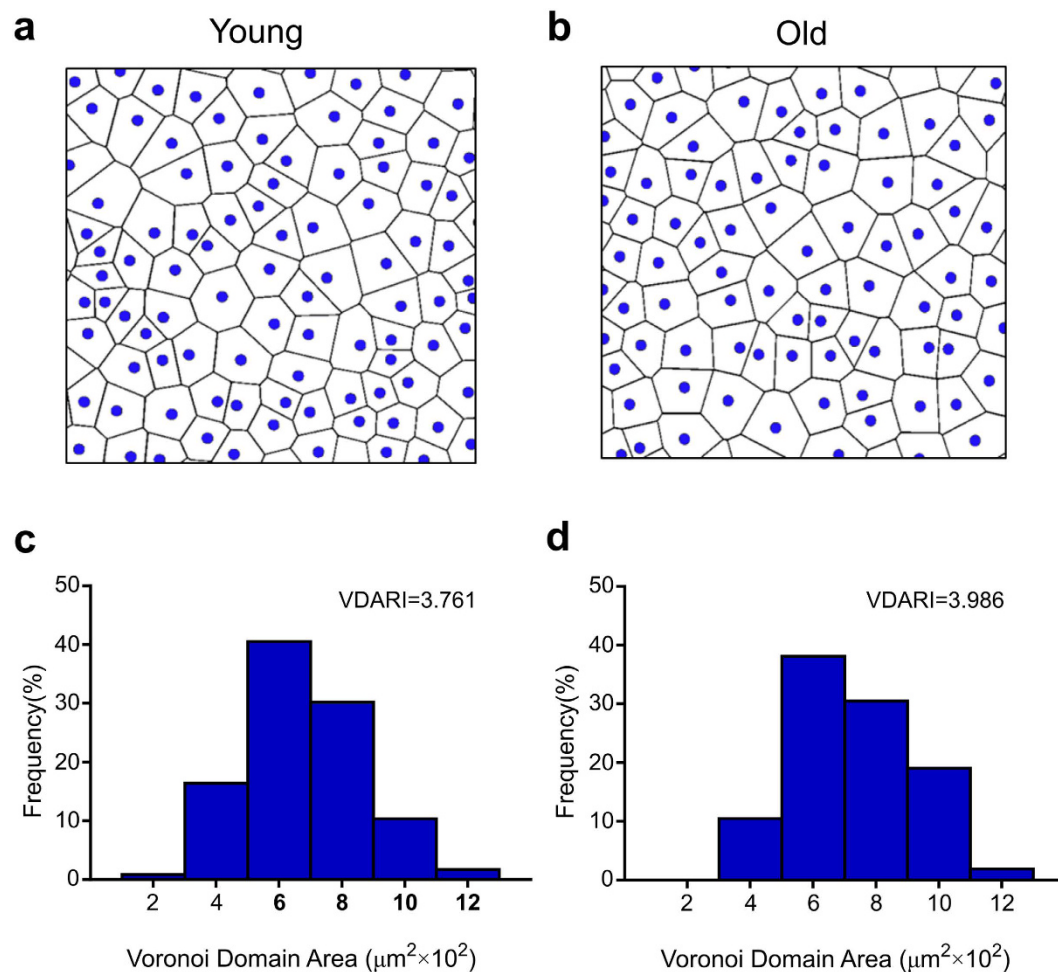 a Young
b Old
c
50
40
30
20
10
0
Frequency(%)
VDARI=3.761
2 4 6 8 10 12
Voronoi Domain Area (μm²×10²)
d
50
40
30
20
10
0
Frequency(%)
VDARI=3.986
2 4 6 8 10 12
Voronoi Domain Area (μm²×10²)